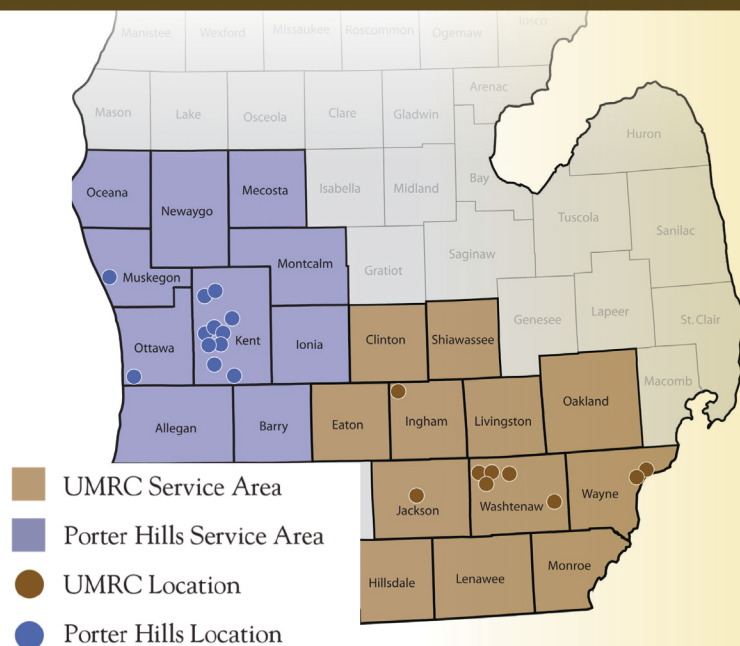 Manistee
Wexford
Missaukee
Roscommon
Ogemaw
Iosco
Mason
Lake
Osceola
Clare
Gladwin
Arenac
Huron
Oceana
Newaygo
Mecosta
Isabella
Midland
Bay
Tuscola
Sanilac
Muskegon
Montcalm
Gratiot
Saginaw
Ottawa
Kent
Ionia
Clinton
Shiawassee
Genesee
Lapeer
St. Clair
Macomb
Allegan
Barry
Eaton
Ingham
Livingston
Oakland
UMRC Service Area
Porter Hills Service Area
UMRC Location
Porter Hills Location
Jackson
Washtenaw
Wayne
Hillsdale
Lenawee
Monroe